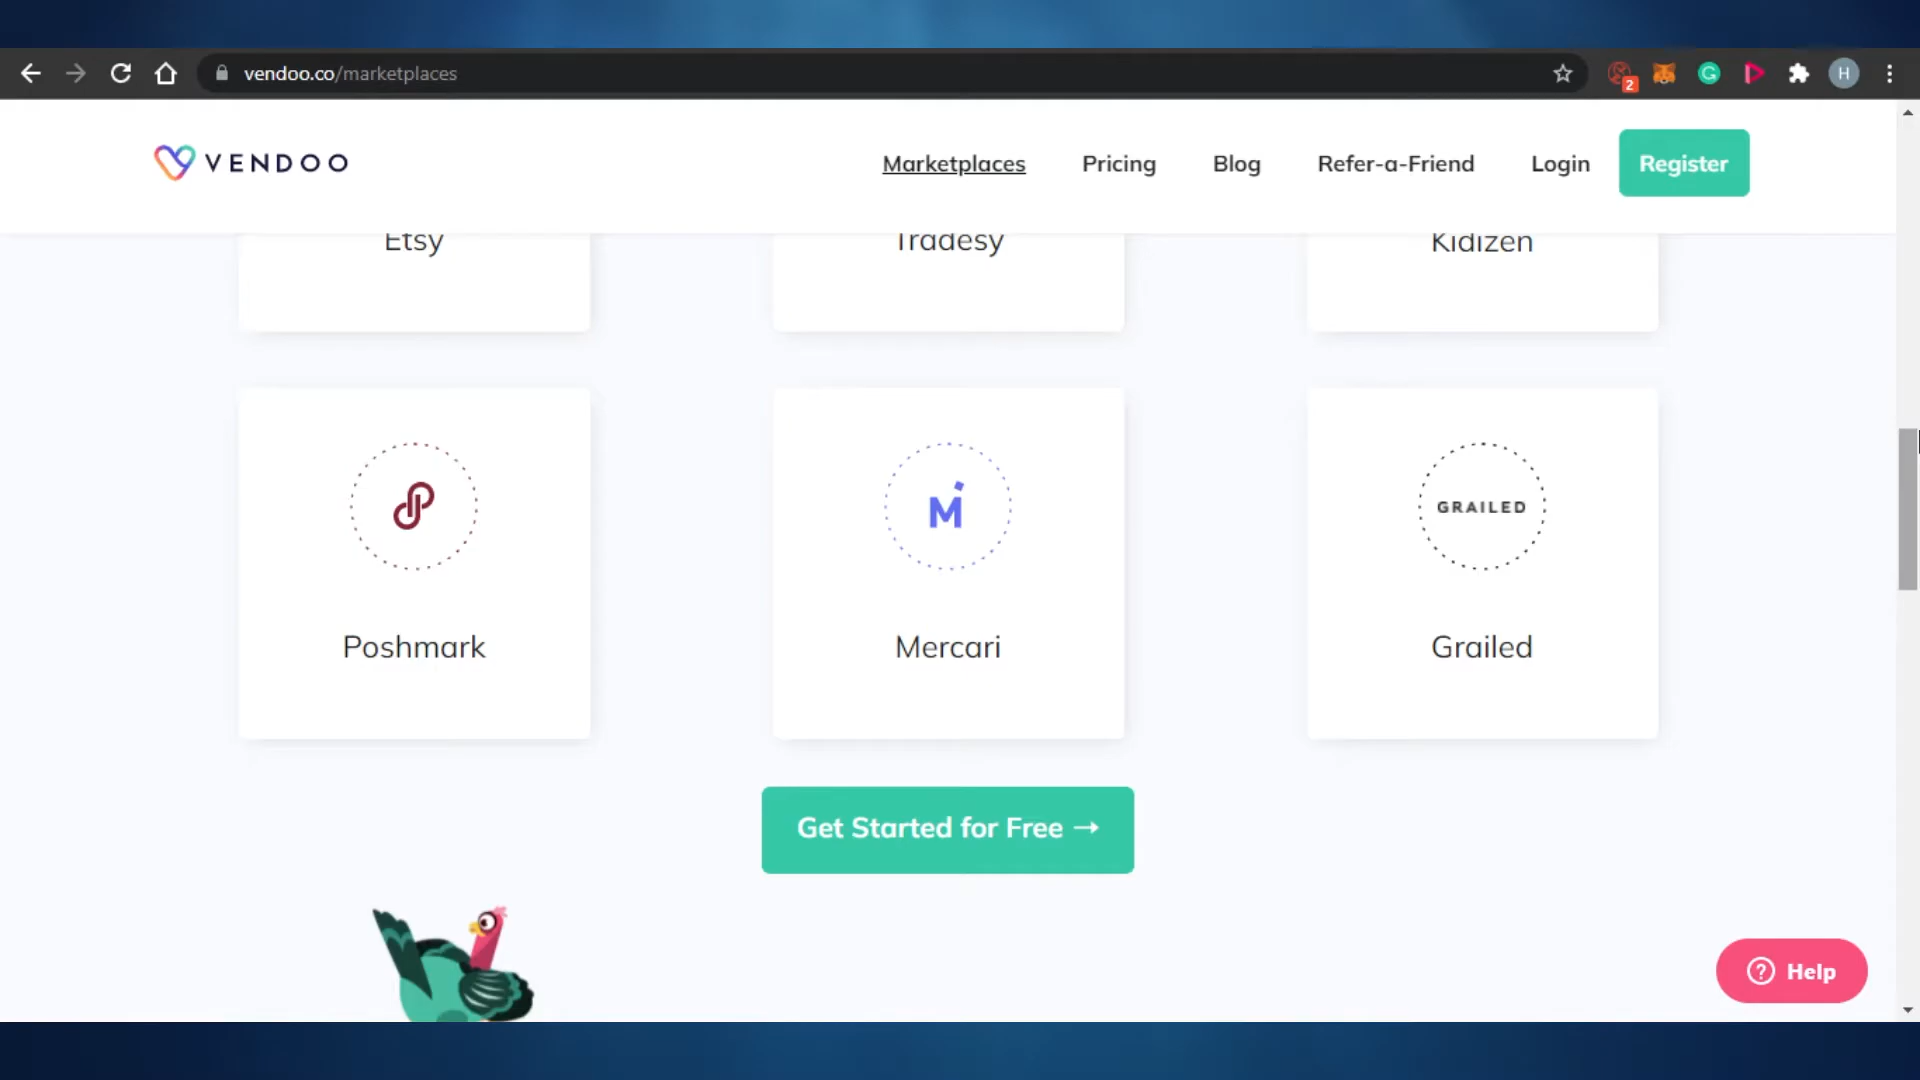 vendoo.co/marketplaces
2
H
VENDOO
Marketplaces
Pricing
Blog
Refer-a-Friend
Login
Register
Etsy
Tradesy
Kidizen
GRAILED
Poshmark
Mercari
Grailed
Get Started for Free →
? Help